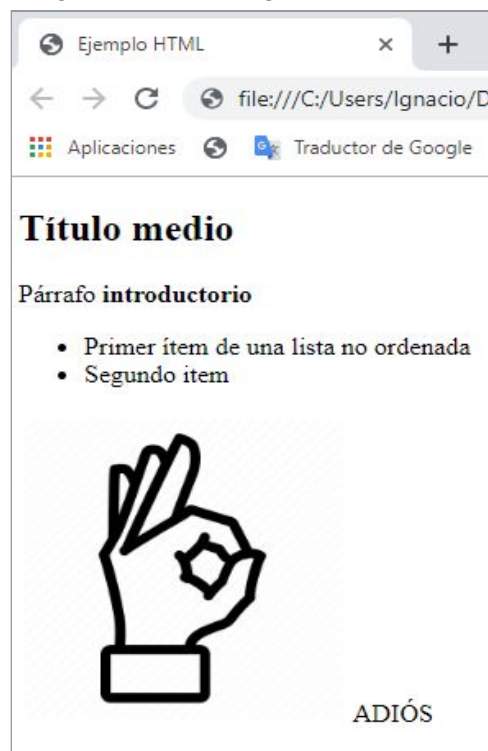 Ejemplo HTML
file:///C:/Users/Ignacio/D
Aplicaciones Traductor de Google
Título medio
Párrafo introductorio
Primer ítem de una lista no ordenada
Segundo item
ADIÓS